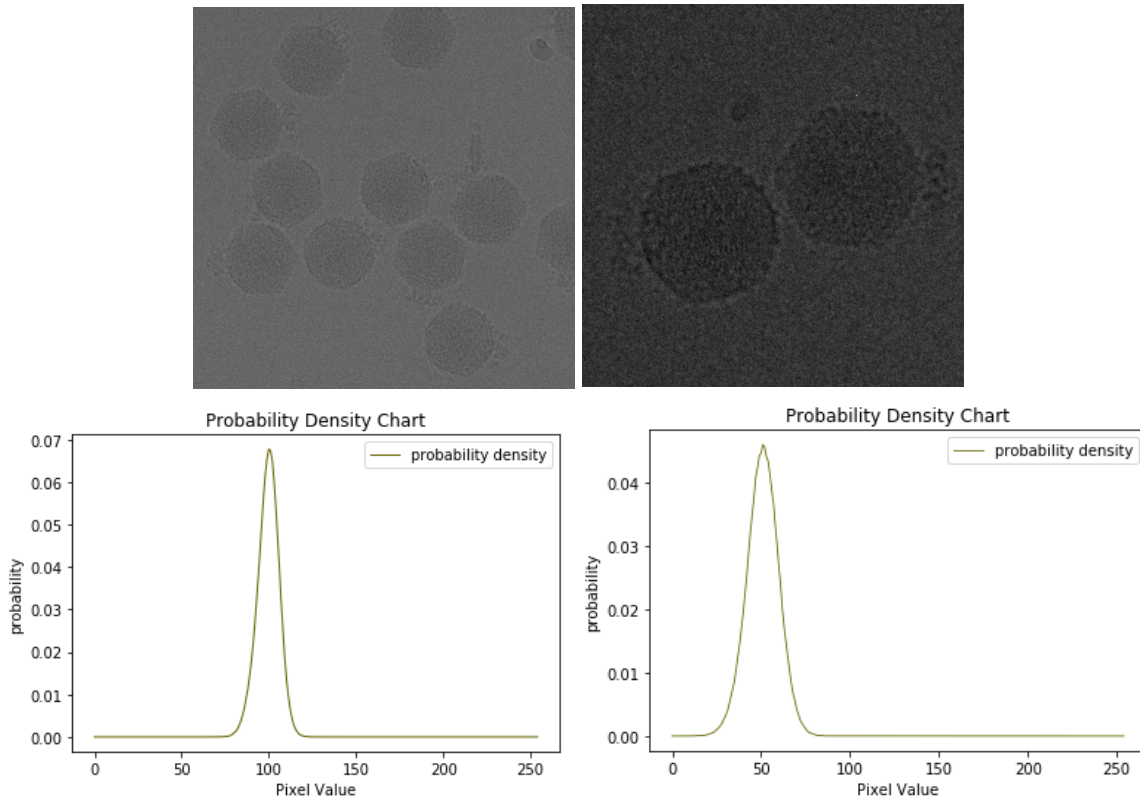 Probability Density Chart
probability density
0.07
0.06
0.05
0.04
0.03
0.02
0.01
0.00
probability
0 50 100 150 200 250
Pixel Value
Probability Density Chart
probability density
0.04
0.03
0.02
0.01
0.00
probability
0 50 100 150 200 250
Pixel Value